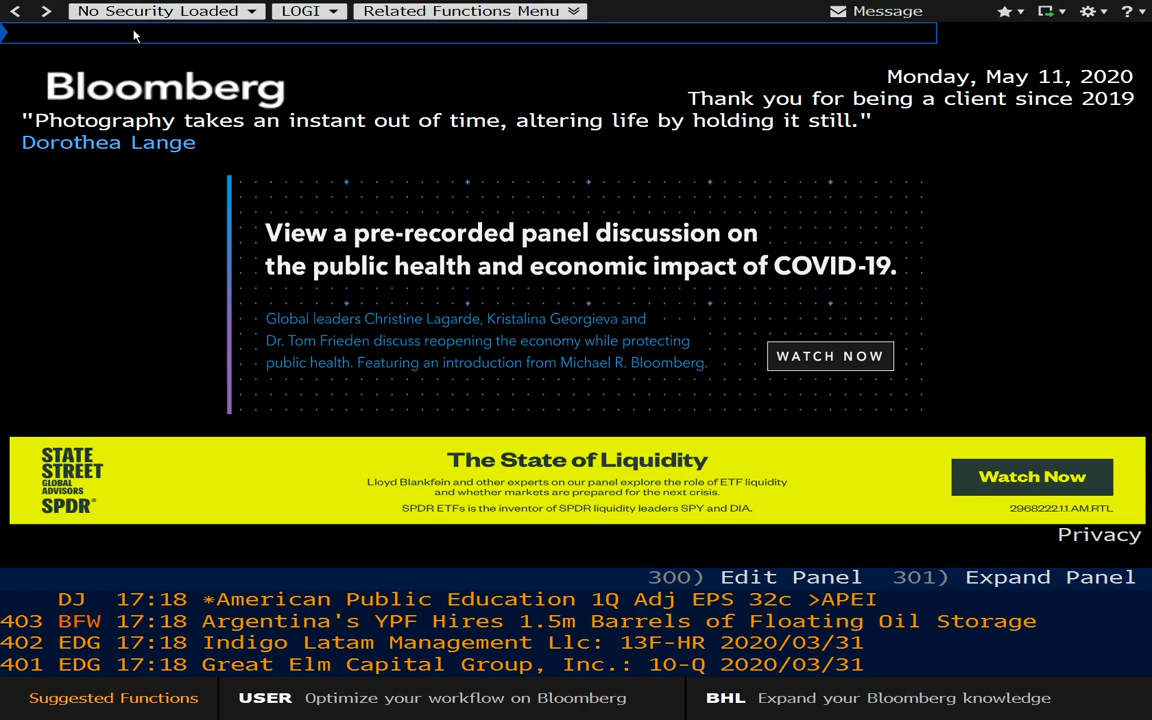 No Security Loaded
LOGI
Related Functions Menu
Message
?
Bloomberg
Monday, May 11, 2020
Thank you for being a client since 2019
"Photography takes an instant out of time, altering life by holding it still."
Dorothea Lange
View a pre-recorded panel discussion on
the public health and economic impact of COVID-19.
Global leaders Christine Lagarde, Kristalina Georgieva and
Dr. Tom Frieden discuss reopening the economy while protecting
public health. Featuring an introduction from Michael R. Bloomberg.
WATCH NOW
STATE
STREET
GLOBAL
ADVISORS
SPDR®
The State of Liquidity
Lloyd Blankfein and other experts on our panel explore the role of ETF liquidity
and whether markets are prepared for the next crisis.
SPDR ETFs is the inventor of SPDR liquidity leaders SPY and DIA.
Watch Now
2968222.1.1.AM.RTL
Privacy
300) Edit Panel 301) Expand Panel
DJ 17:18 *American Public Education 1Q Adj EPS 32c >APEI
403 BFW 17:18 Argentina's YPF Hires 1.5m Barrels of Floating Oil Storage
402 EDG 17:18 Indigo Latam Management Llc: 13F-HR 2020/03/31
401 EDG 17:18 Great Elm Capital Group, Inc.: 10-Q 2020/03/31
Suggested Functions
USER Optimize your workflow on Bloomberg
BHL Expand your Bloomberg knowledge